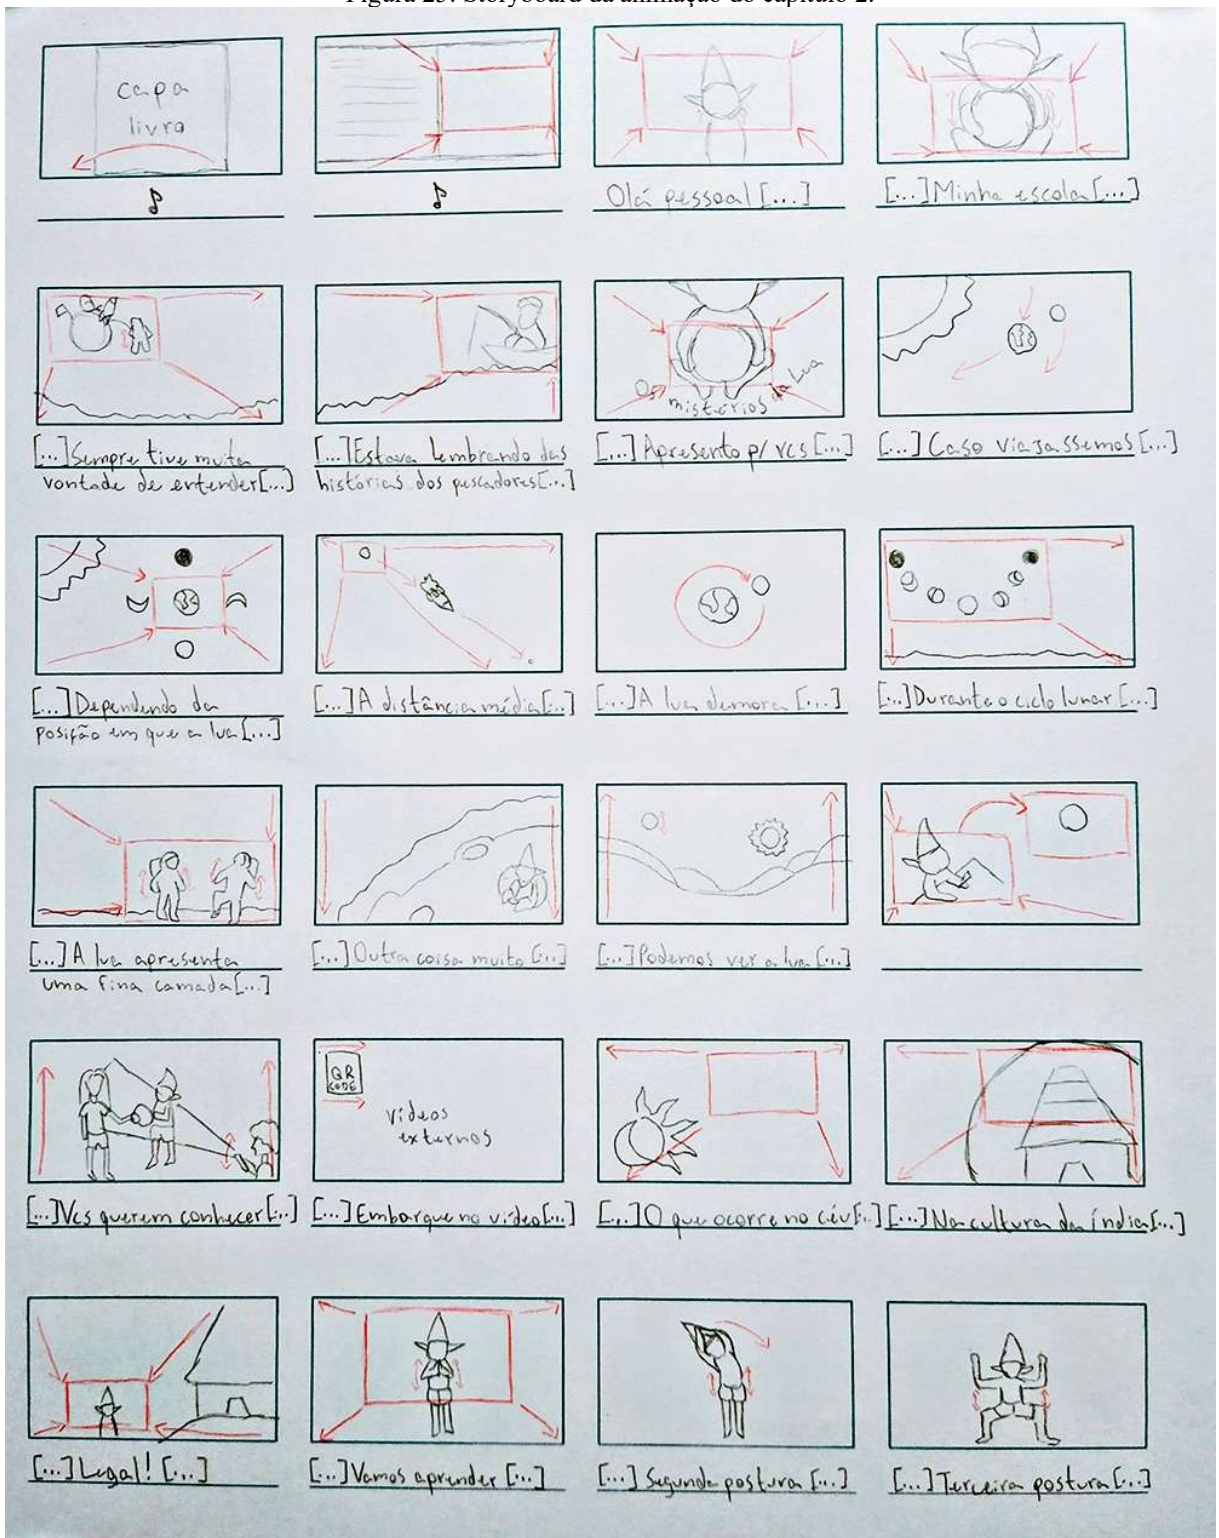 Figura 25: Storyboard da animação do capítulo 2.
capa
livro
Olá pessoal [...]
[...] Minha escola [...]
Os mistérios da Lua
[...] Sempre tive muita
vontade de entender [...]
[...] Estava lembrando das
histórias dos pescadores [...]
[...] Apresento p/ vcs [...]
[...] Caso viajassemos [...]
[...] Dependendo da
posição em que a lua [...]
[...] A distância média [...]
[...] A lua demora [...]
[...] Durante o ciclo lunar [...]
[...] A lua apresenta
uma fina camada [...]
[...] Outra coisa muito [...]
[...] Podemos ver a lua [...]
QR
CODE
vídeos
externos
[...] Vcs querem conhecer [...]
[...] Embarque no vídeo [...]
[...] O que ocorre no céu [...]
[...] Na cultura da índia [...]
[...] Legal! [...]
[...] Vamos aprender [...]
[...] Segunda postura [...]
[...] Terceira postura [...]